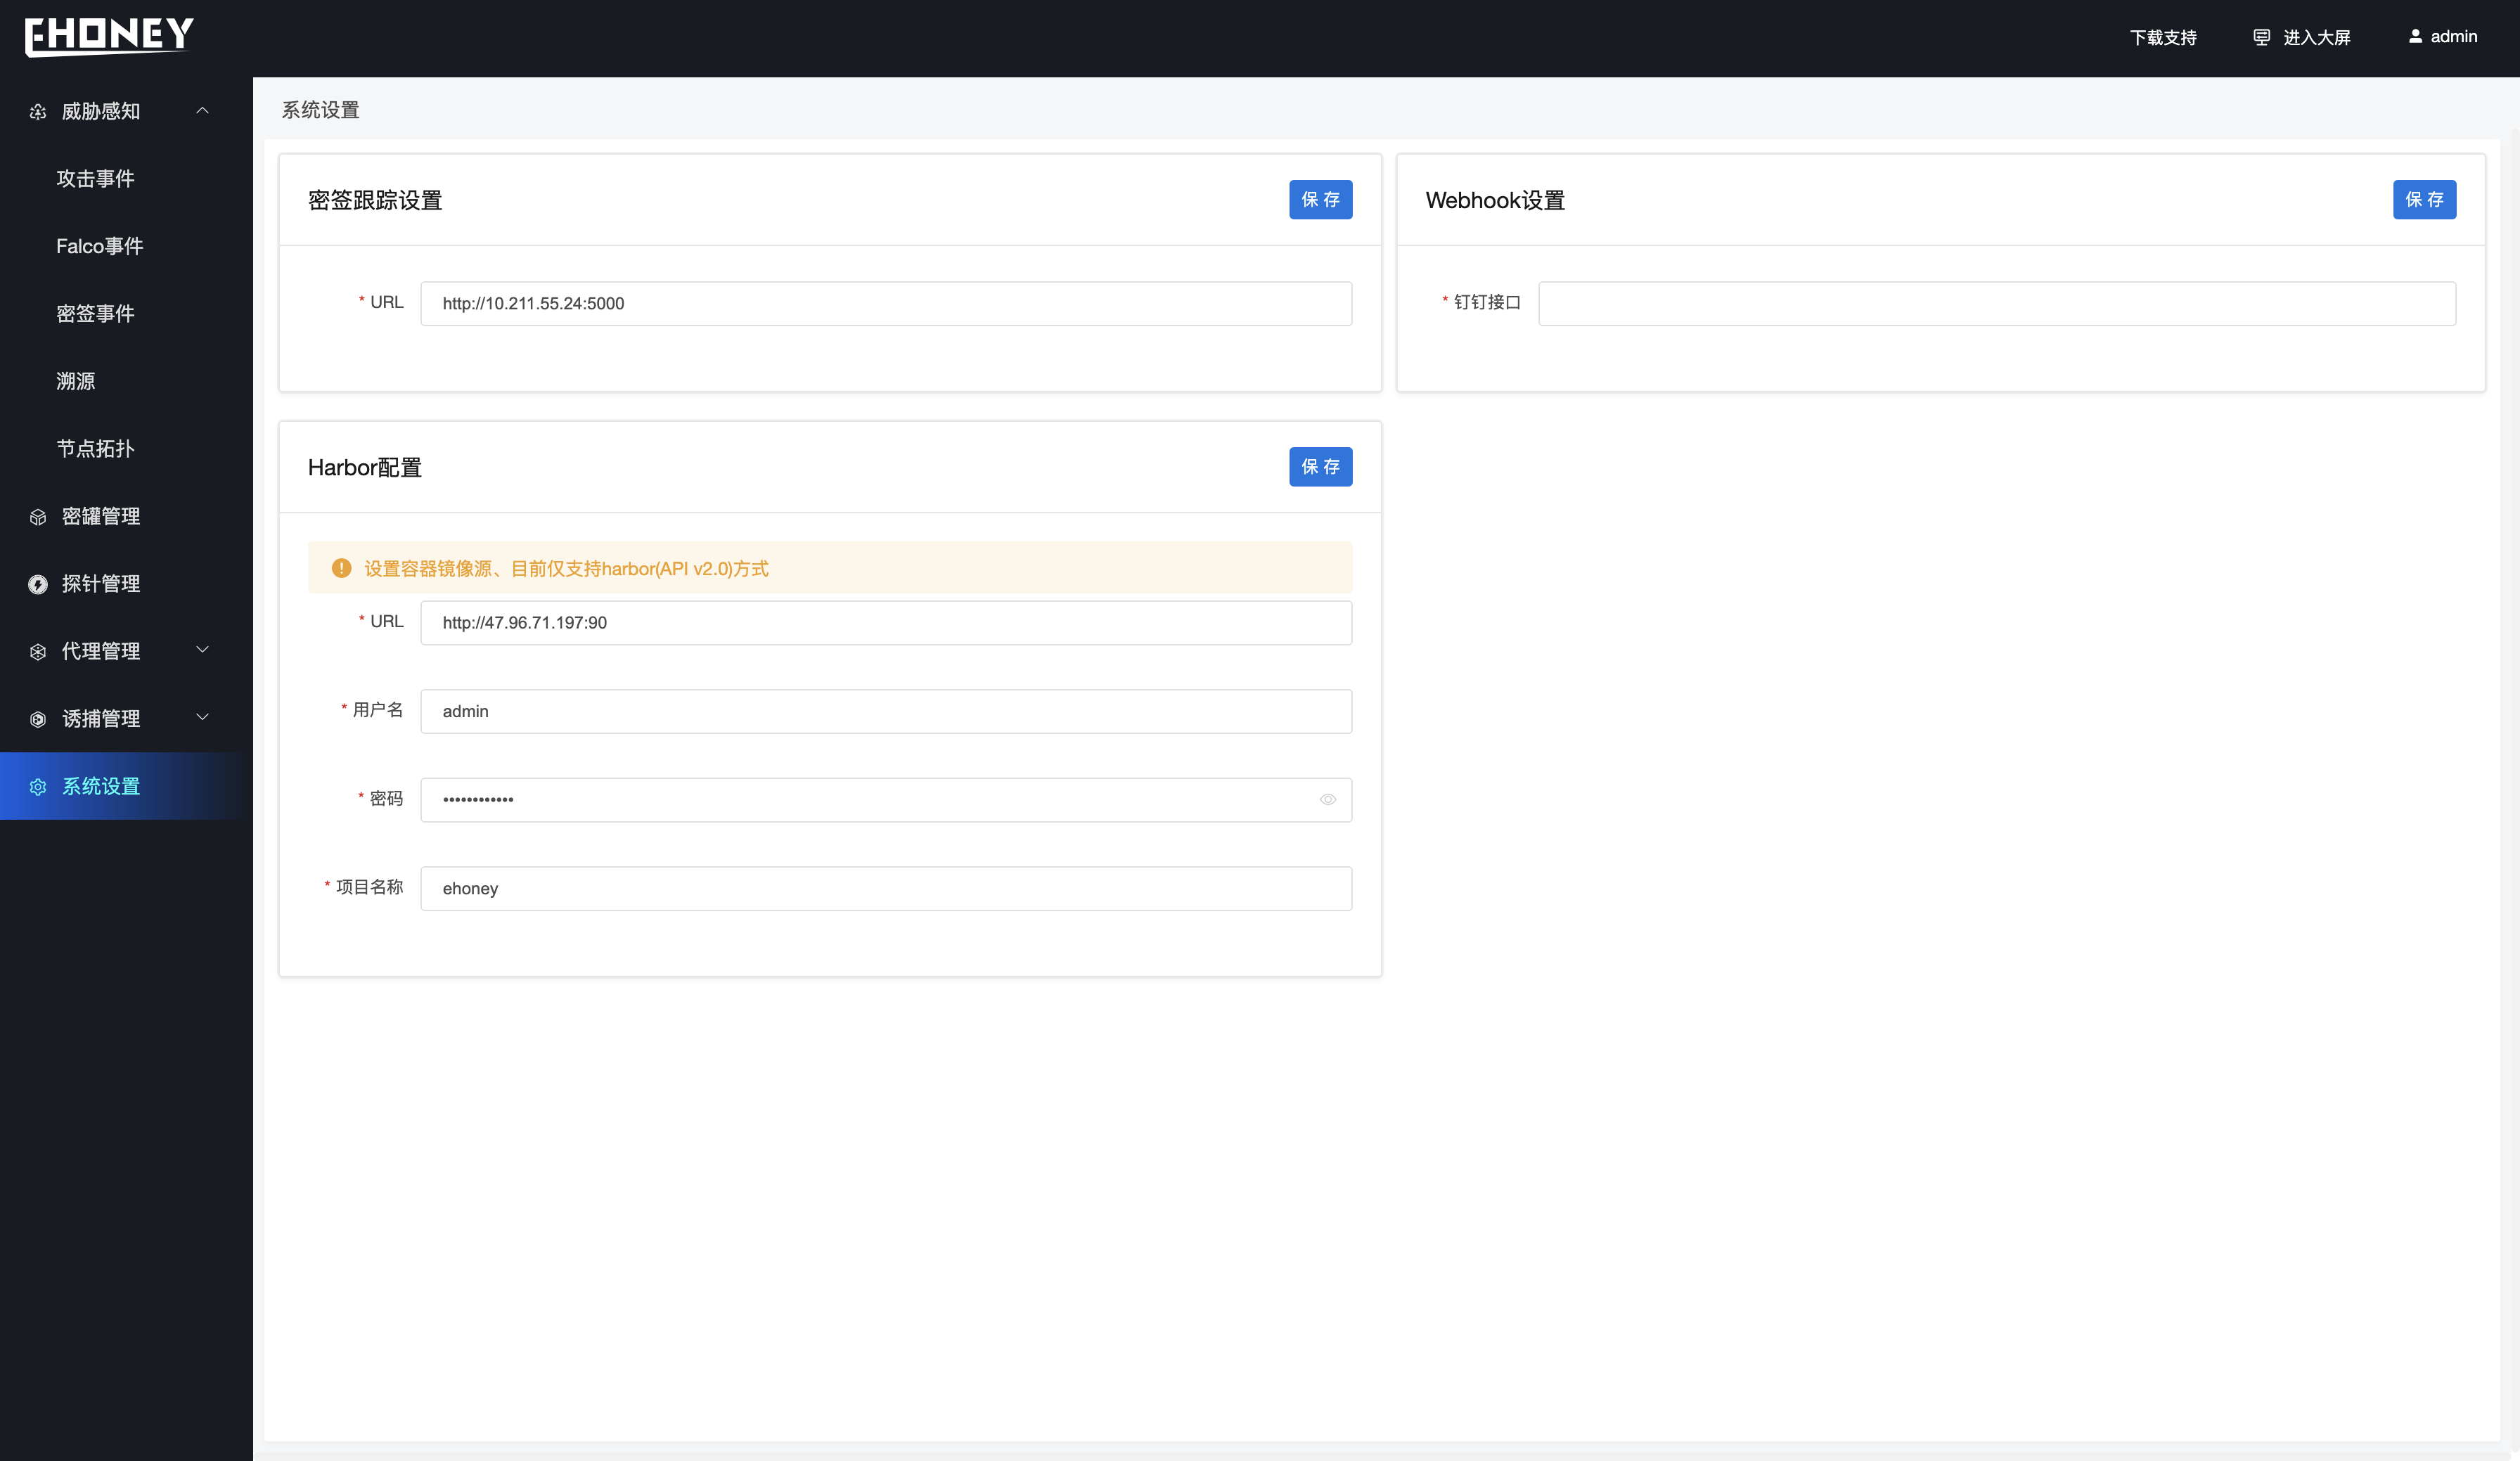 EHONEY
下载支持
进入大屏
admin
威胁感知
攻击事件
Falco事件
密签事件
溯源
节点拓扑
密罐管理
探针管理
代理管理
诱捕管理
系统设置
系统设置
密签跟踪设置
保 存
* URL
http://10.211.55.24:5000
Webhook设置
保 存
* 钉钉接口
Harbor配置
保 存
设置容器镜像源、目前仅支持harbor(API v2.0)方式
* URL
http://47.96.71.197:90
* 用户名
admin
* 密码
••••••••••••
* 项目名称
ehoney